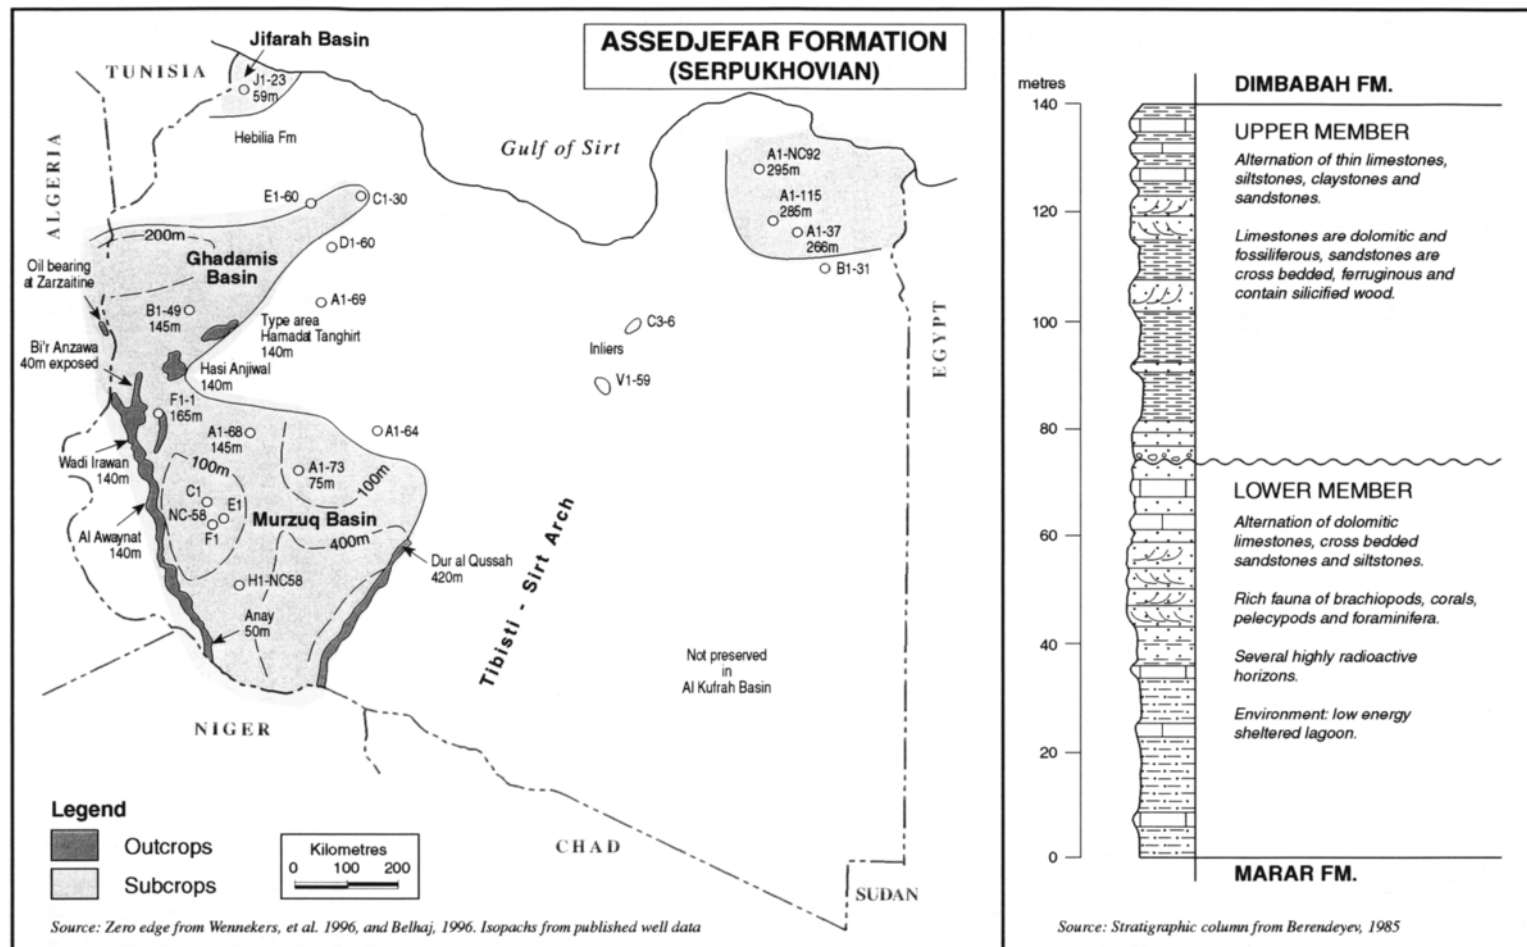 ASSEDJEFAR FORMATION
(SERPUKHOVIAN)
Jifarah Basin
TUNISIA
J1-23
59m
Hebilia Fm
ALGERIA
Gulf of Sirt
A1-NC92
295m
A1-115
285m
A1-37
266m
B1-31
E1-60
C1-30
200m
D1-60
Ghadamis
Basin
Oil bearing
at Zarzaitine
B1-49
145m
A1-69
Type area
Hamadat Tanghirt
140m
C3-6
Inliers
V1-59
EGYPT
Bi'r Anzawa
40m exposed
Hasi Anjiwal
140m
F1-1
165m
A1-68
145m
A1-64
Wadi Irawan
140m
100m
A1-73
75m
100m
C1
NC-58
E1
F1
Murzuq Basin
400m
Al Awaynat
140m
Dur al Qussah
420m
H1-NC58
Anay
50m
Tibisti - Sirt Arch
Not preserved
in
Al Kufrah Basin
NIGER
CHAD
SUDAN
Legend
Outcrops
Subcrops
Kilometres
0 100 200
Source: Zero edge from Wennekers, et al. 1996, and Belhaj, 1996. Isopachs from published well data
metres
140
120
100
80
60
40
20
0
DIMBABAH FM.
UPPER MEMBER
Alternation of thin limestones,
siltstones, claystones and
sandstones.
Limestones are dolomitic and
fossiliferous, sandstones are
cross bedded, ferruginous and
contain silicified wood.
LOWER MEMBER
Alternation of dolomitic
limestones, cross bedded
sandstones and siltstones.
Rich fauna of brachiopods, corals,
pelecypods and foraminifera.
Several highly radioactive
horizons.
Environment: low energy
sheltered lagoon.
MARAR FM.
Source: Stratigraphic column from Berendeyev, 1985